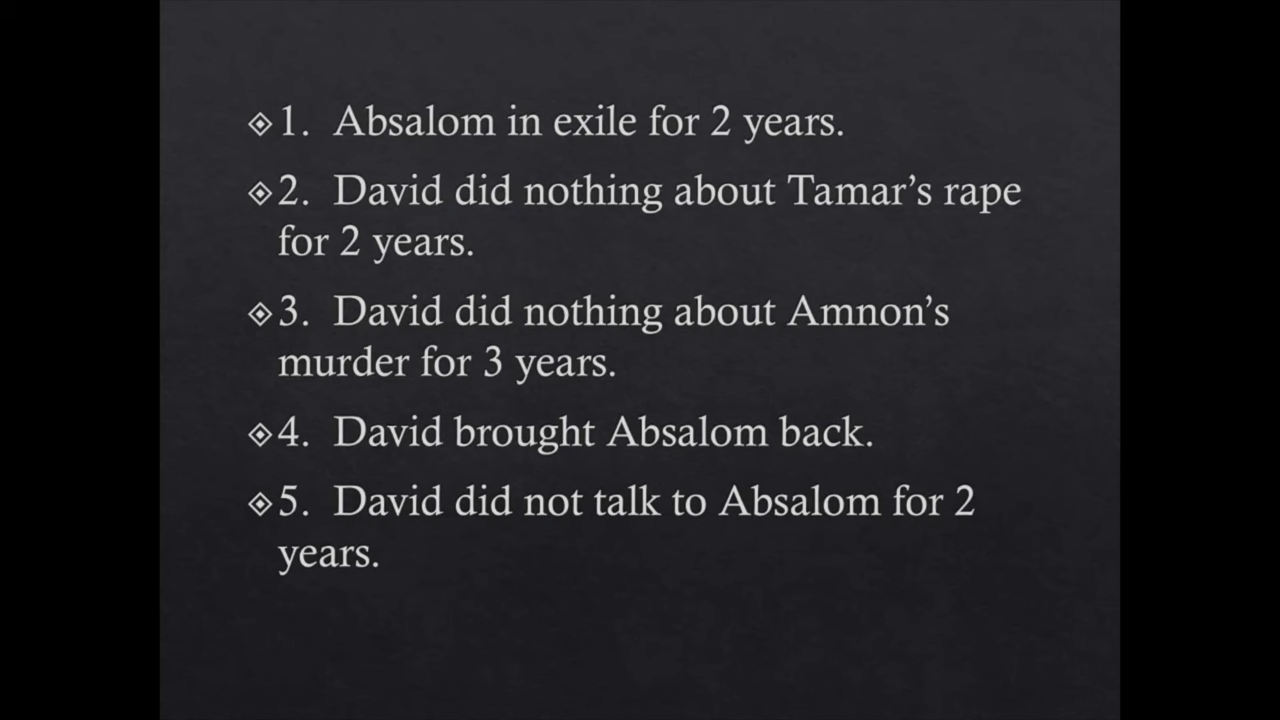 1. Absalom in exile for 2 years.
2. David did nothing about Tamar’s rape
for 2 years.
3. David did nothing about Amnon’s
murder for 3 years.
4. David brought Absalom back.
5. David did not talk to Absalom for 2
years.